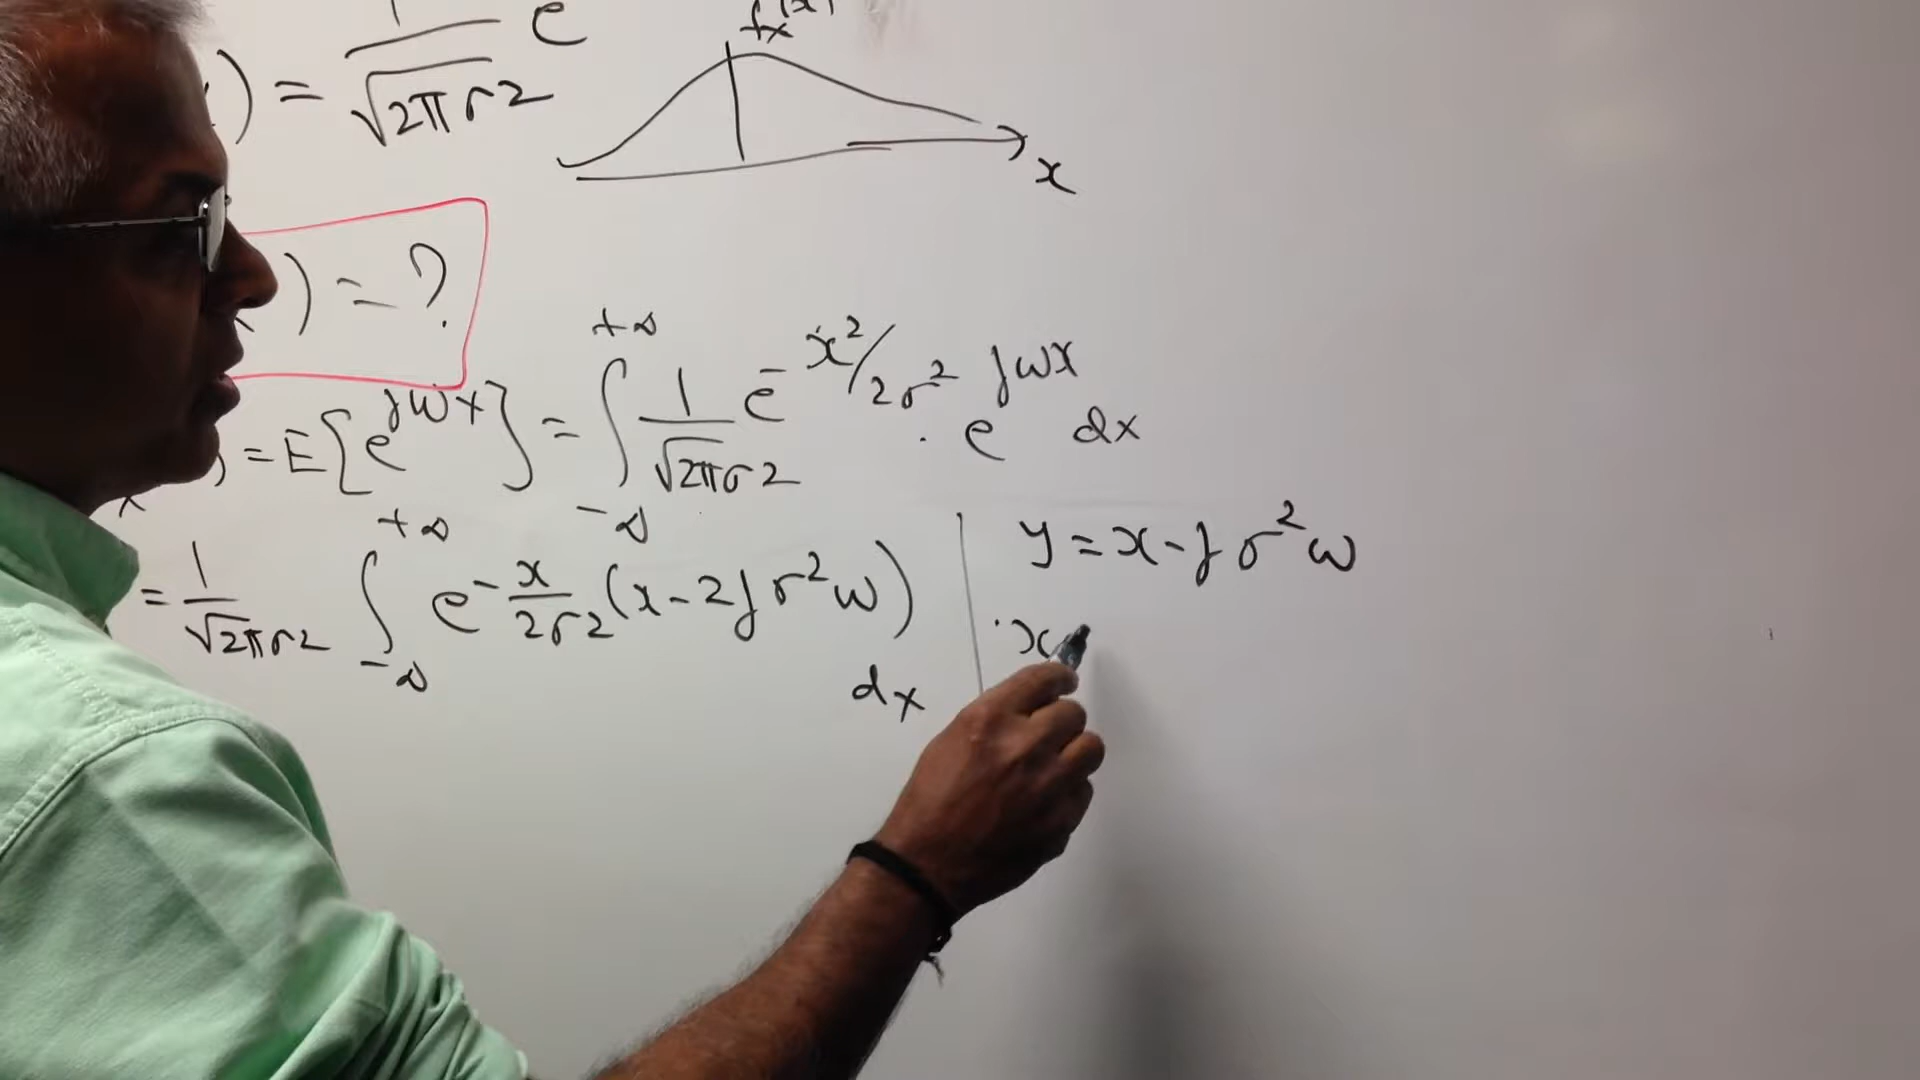 ) = 1/√2πσ2 e
fx(x)
x
) = ?
) = E[e^jωx] = ∫_-∞^+∞ 1/√2πσ2 e^-x²/2σ² . e^jωx dx
x
= 1/√2πσ2 ∫_-∞^+∞ e^-x/2σ2 (x-2jσ²ω) dx
y = x-jσ²ω
x